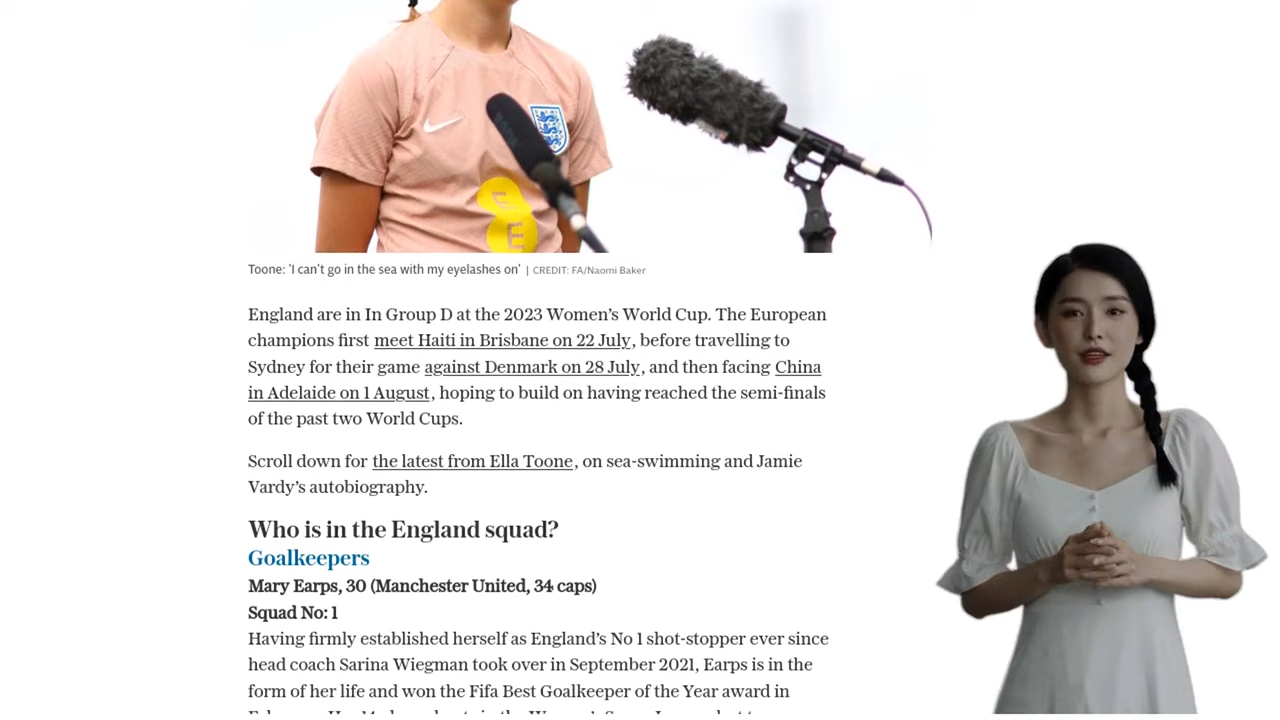 E
E
Toone: 'I can't go in the sea with my eyelashes on' | CREDIT: FA/Naomi Baker
England are in In Group D at the 2023 Women's World Cup. The European
champions first meet Haiti in Brisbane on 22 July, before travelling to
Sydney for their game against Denmark on 28 July, and then facing China
in Adelaide on 1 August, hoping to build on having reached the semi-finals
of the past two World Cups.
Scroll down for the latest from Ella Toone, on sea-swimming and Jamie
Vardy's autobiography.
Who is in the England squad?
Goalkeepers
Mary Earps, 30 (Manchester United, 34 caps)
Squad No: 1
Having firmly established herself as England's No 1 shot-stopper ever since
head coach Sarina Wiegman took over in September 2021, Earps is in the
form of her life and won the Fifa Best Goalkeeper of the Year award in